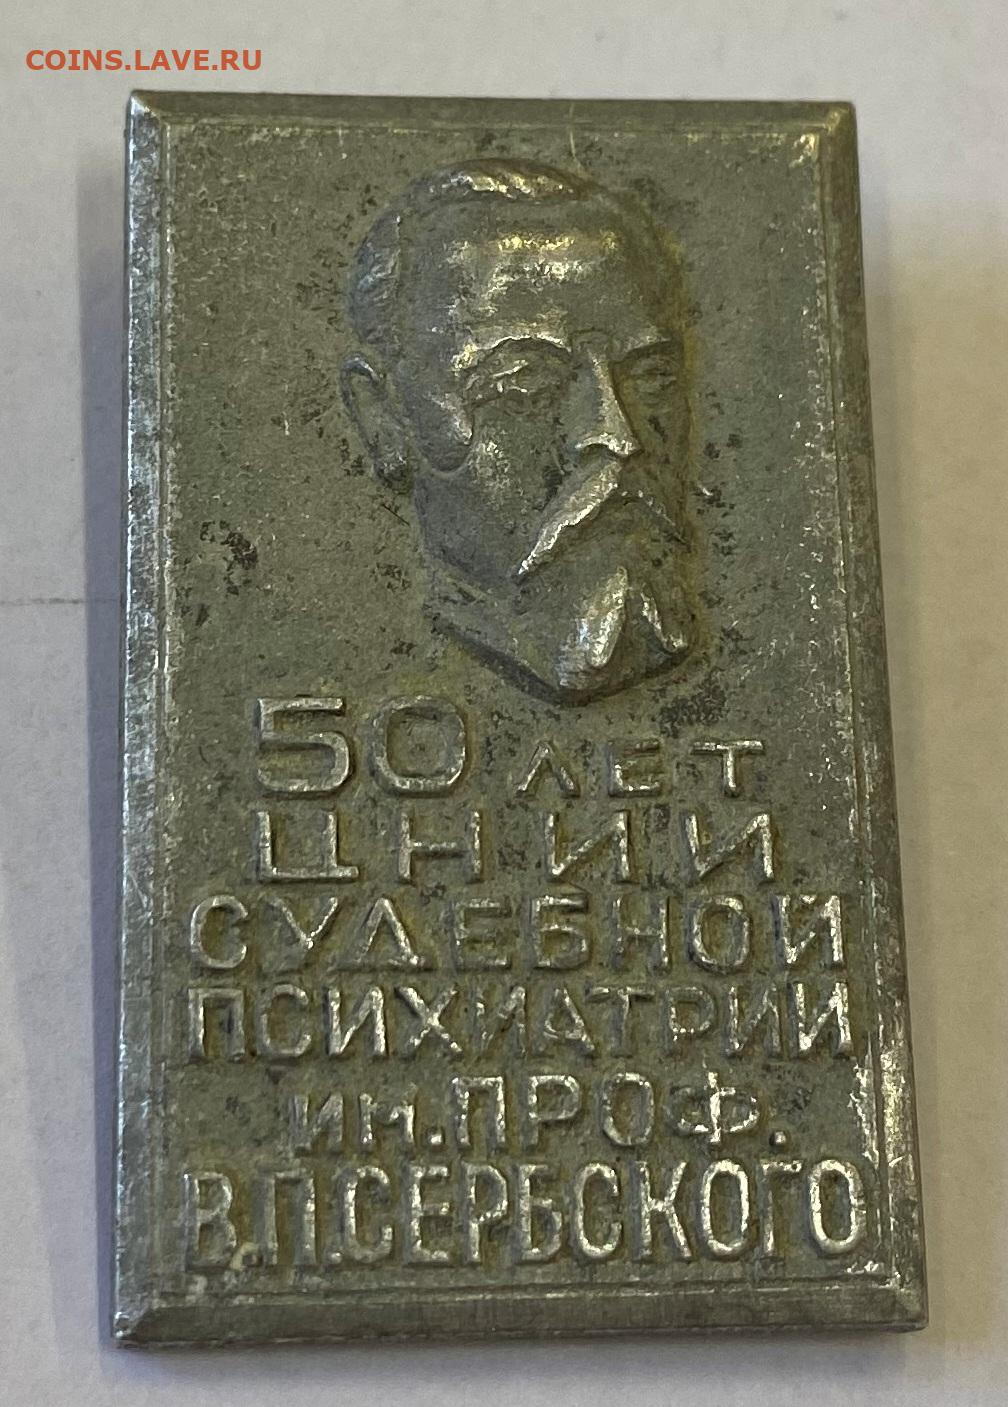 COINS.LAVE.RU
50 ЛЕТ
ЦНИИ
СУДЕБНОЙ
ПСИХИАТРИИ
ИМ.ПРОФ.
В.П.СЕРБСКОГО